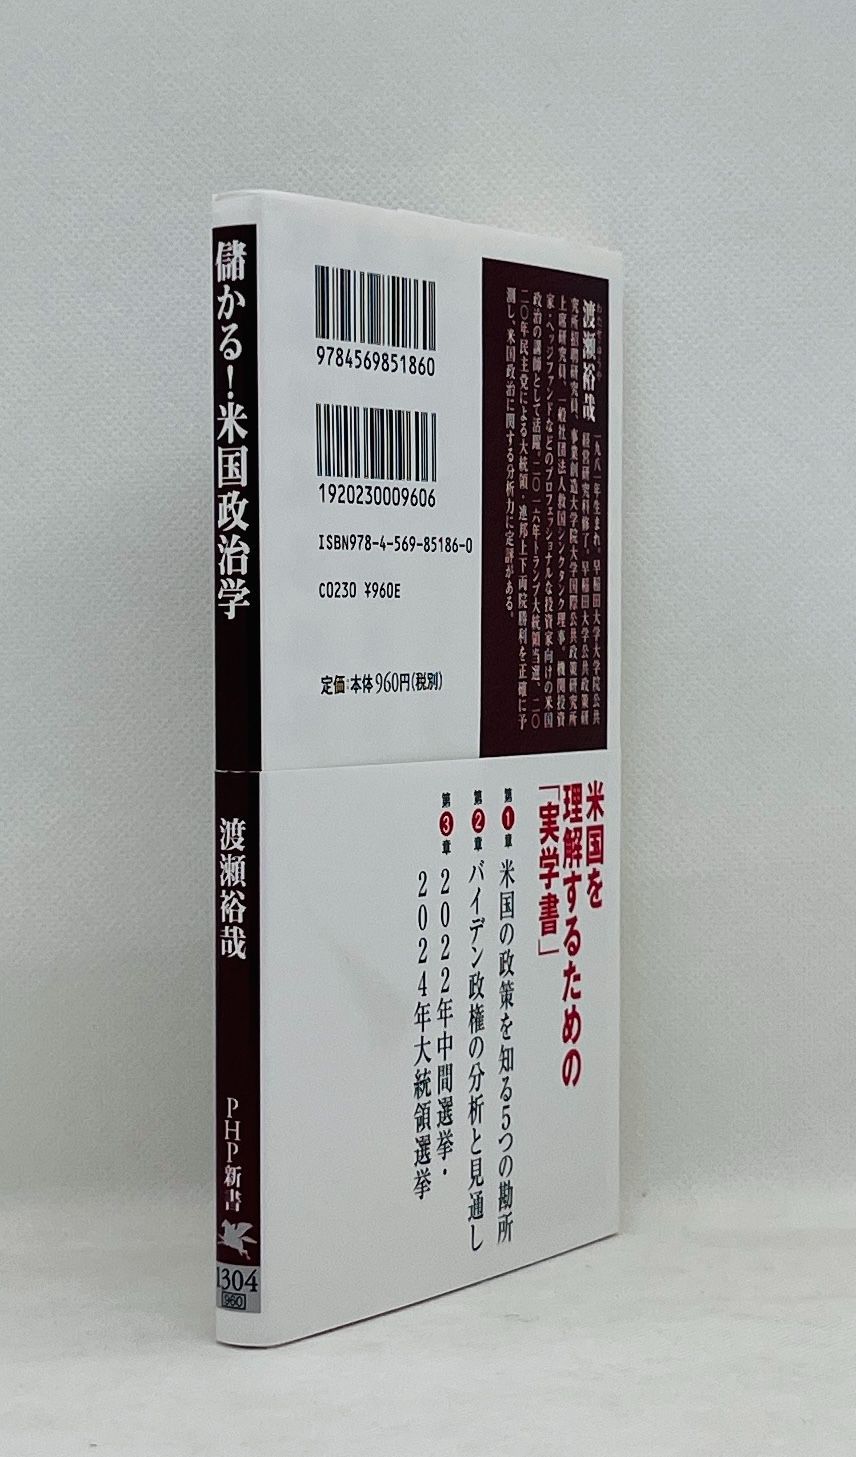 儲かる！米国政治学
渡瀬裕哉
PHP新書
1304
960
9784569851860
1920230009606
ISBN978-4-569-85186-0
C0230 ¥960E
定価:本体960円(税別)
渡瀬裕哉
一九八一年生まれ。早稲田大学大学院公共
経営研究科修了。早稲田大学公共政策研
究所招聘研究員、事業創造大学院大学国際公共政策研究所
上席研究員、一般社団法人救国シンクタンク理事。機関投資
家・ヘッジファンドなどのプロフェッショナルな投資家向けの米国
政治の講師として活躍。二〇一六年トランプ大統領当選、二〇
二〇年民主党による大統領・連邦上下両院勝利を正確に予
測し、米国政治に関する分析力に定評がある。
米国を
理解するための
「実学書」
第1章 米国の政策を知る5つの勘所
第2章 バイデン政権の分析と見通し
第3章 2022年中間選挙・
2024年大統領選挙